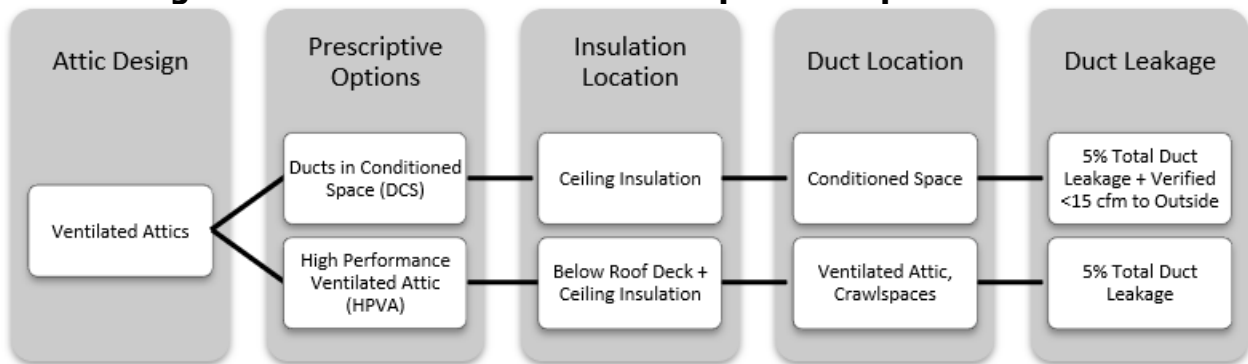 Attic Design
Prescriptive
Options
Insulation
Location
Duct Location
Duct Leakage
Ventilated Attics
Ducts in Conditioned
Space (DCS)
Ceiling Insulation
Conditioned Space
5% Total Duct
Leakage + Verified
<15 cfm to Outside
High Performance
Ventilated Attic
(HPVA)
Below Roof Deck +
Ceiling Insulation
Ventilated Attic,
Crawlspaces
5% Total Duct
Leakage